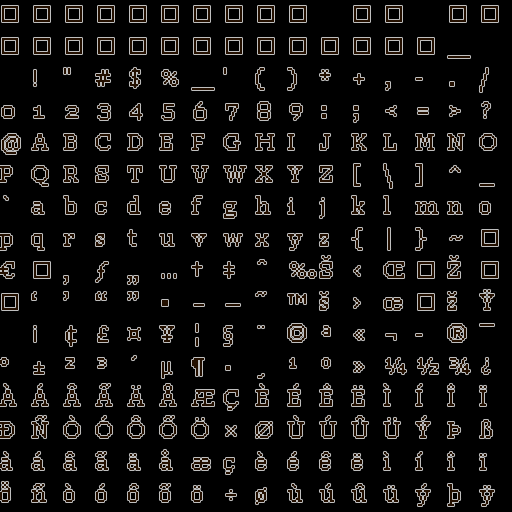 ! " # $ % _ ' ( ) * + , - . /
0 1 2 3 4 5 6 7 8 9 : ; < = > ?
@ A B C D E F G H I J K L M N O
P Q R S T U V W X Y Z [ \ ] ^ _
` a b c d e f g h i j k l m n o
p q r s t u v w x y z { | } ~ □
€ □ ‚ ƒ „ … † ‡ ˆ ‰ Š ‹ Œ □ Ž □
□ ‘ ’ “ ” . – — ˜ ™ š › œ □ ž Ÿ
¡ ¢ £ ¤ ¥ ¦ § ¨ © ª « ¬ - ® ¯
° ± ² ³ ´ µ ¶ · ¸ ¹ º » ¼ ½ ¾ ¿
À Á Â Ã Ä Å Æ Ç È É Ê Ë Ì Í Î Ï
Ð Ñ Ò Ó Ô Õ Ö × Ø Ù Ú Û Ü Ý Þ ß
à á â ã ä å æ ç è é ê ë ì í î ï
ð ñ ò ó ô õ ö ÷ ø ù ú û ü ý þ ÿ